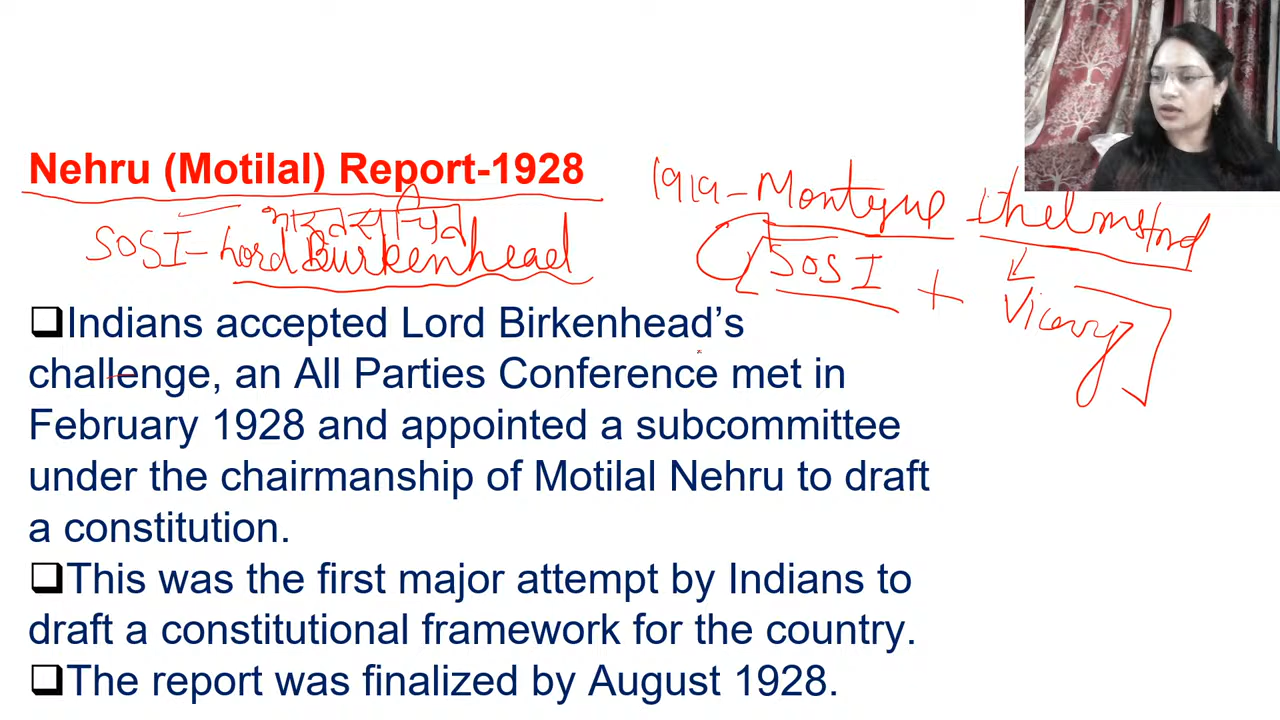 Nehru (Motilal) Report-1928
1919-Montgue Chelmsford
भारतसचिव
SOSI-Lord Burkenhead
SOSI + Viceroy
❑Indians accepted Lord Birkenhead’s
challenge, an All Parties Conference met in
February 1928 and appointed a subcommittee
under the chairmanship of Motilal Nehru to draft
a constitution.
❑This was the first major attempt by Indians to
draft a constitutional framework for the country.
❑The report was finalized by August 1928.